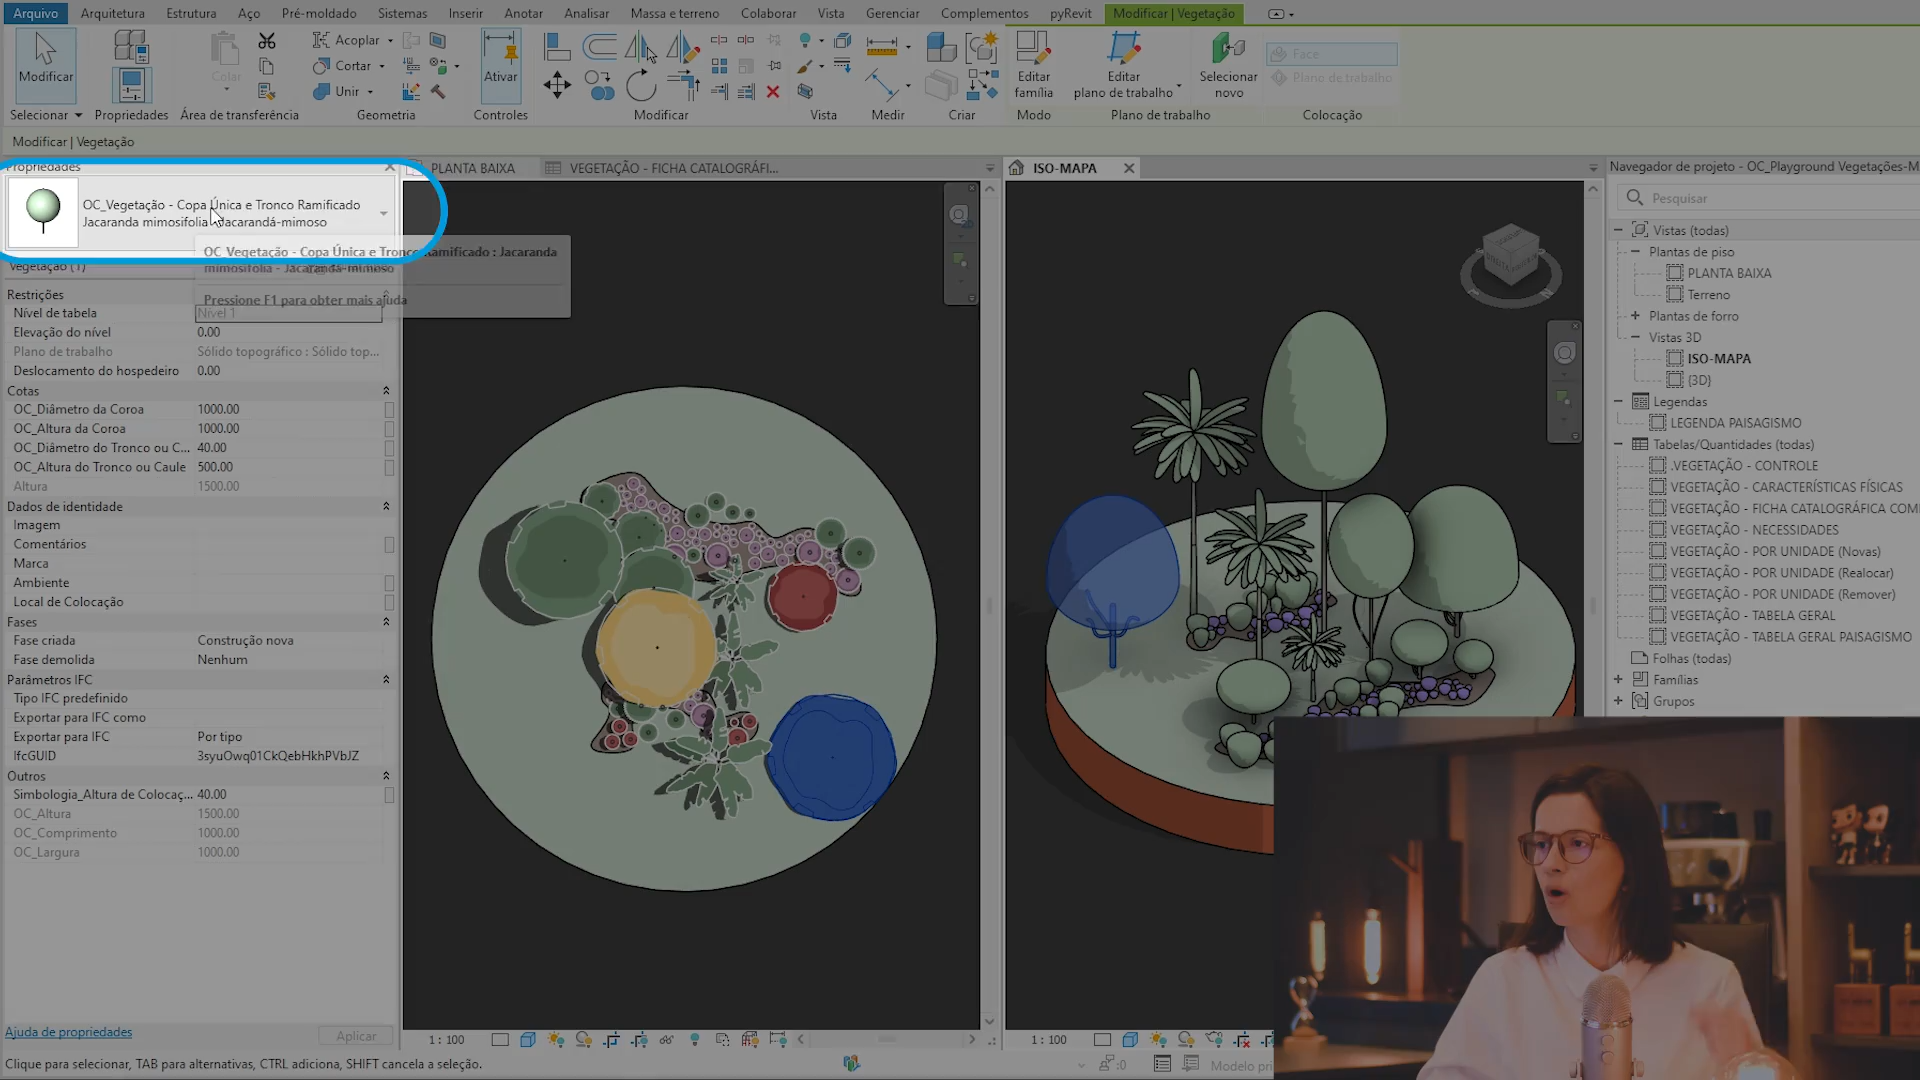 Arquivo
Arquitetura
Estrutura
Aço
Pré-moldado
Sistemas
Inserir
Anotar
Analisar
Massa e terreno
Colaborar
Vista
Gerenciar
Complementos
pyRevit
Modificar | Vegetação
Modificar
Colar
Acoplar
Cortar
Unir
Ativar
Editar
família
Editar
plano de trabalho
Selecionar
novo
Face
Plano de trabalho
Selecionar
Propriedades
Área de transferência
Geometria
Controles
Modificar
Vista
Medir
Criar
Modo
Plano de trabalho
Colocação
Modificar | Vegetação
Propriedades
OC_Vegetação - Copa Única e Tronco Ramificado
Jacaranda mimosifolia - Jacarandá-mimoso
OC_Vegetação - Copa Única e Tronco Ramificado : Jacaranda
mimosifolia - Jacarandá-mimoso
Pressione F1 para obter mais ajuda
Vegetação (1)
Restrições
Nível de tabela Nível 1
Elevação do nível 0.00
Plano de trabalho Sólido topográfico : Sólido top...
Deslocamento do hospedeiro 0.00
Cotas
OC_Diâmetro da Coroa 1000.00
OC_Altura da Coroa 1000.00
OC_Diâmetro do Tronco ou C... 40.00
OC_Altura do Tronco ou Caule 500.00
Altura 1500.00
Dados de identidade
Imagem
Comentários
Marca
Ambiente
Local de Colocação
Fases
Fase criada Construção nova
Fase demolida Nenhum
Parâmetros IFC
Tipo IFC predefinido
Exportar para IFC como
Exportar para IFC Por tipo
IfcGUID 3syuOwq01CkQebHkhPVbJZ
Outros
Simbologia_Altura de Colocaç... 40.00
OC_Altura 1500.00
OC_Comprimento 1000.00
OC_Largura 1000.00
Ajuda de propriedades
Aplicar
PLANTA BAIXA
VEGETAÇÃO - FICHA CATALOGRÁFI...
ISO-MAPA
1 : 100
1 : 100
Navegador de projeto - OC_Playground Vegetações-M
Pesquisar
Vistas (todas)
Plantas de piso
PLANTA BAIXA
Terreno
Plantas de forro
Vistas 3D
ISO-MAPA
{3D}
Legendas
LEGENDA PAISAGISMO
Tabelas/Quantidades (todas)
.VEGETAÇÃO - CONTROLE
VEGETAÇÃO - CARACTERÍSTICAS FÍSICAS
VEGETAÇÃO - FICHA CATALOGRÁFICA COM
VEGETAÇÃO - NECESSIDADES
VEGETAÇÃO - POR UNIDADE (Novas)
VEGETAÇÃO - POR UNIDADE (Realocar)
VEGETAÇÃO - POR UNIDADE (Remover)
VEGETAÇÃO - TABELA GERAL
VEGETAÇÃO - TABELA GERAL PAISAGISMO
Folhas (todas)
Famílias
Grupos
Clique para selecionar, TAB para alternativas, CTRL adiciona, SHIFT cancela a seleção.
:0
Modelo pri